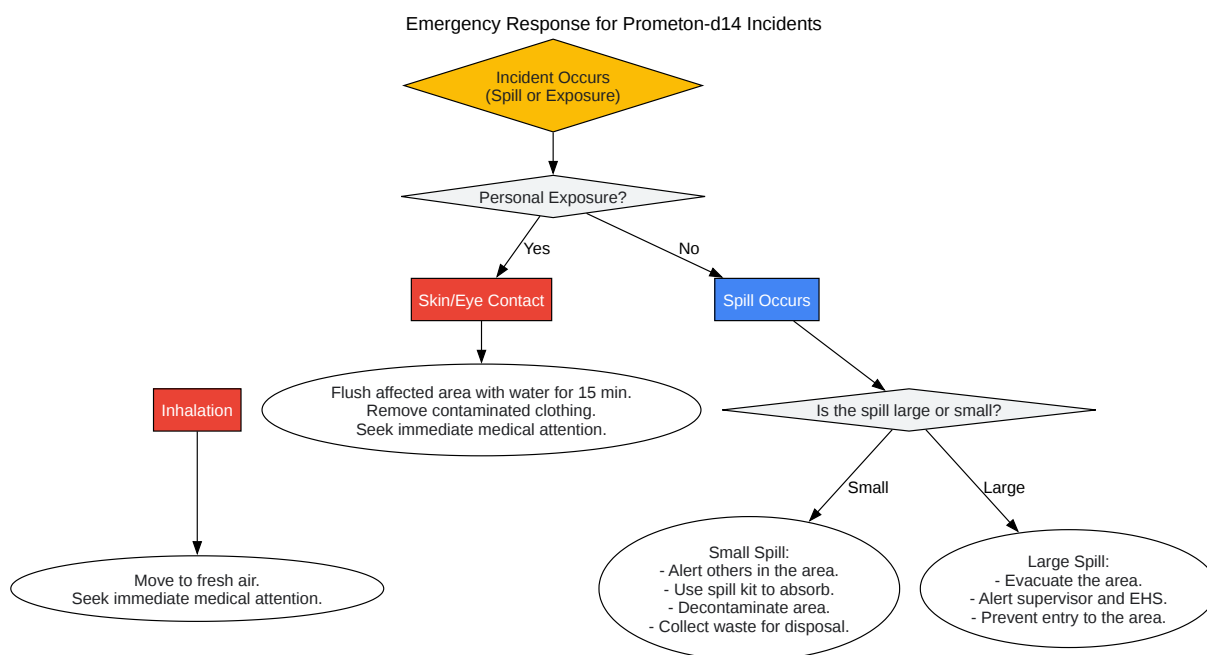 Emergency Response for Prometon-d14 Incidents
Incident Occurs
(Spill or Exposure)
Personal Exposure?
Yes
No
Skin/Eye Contact
Spill Occurs
Inhalation
Flush affected area with water for 15 min.
Remove contaminated clothing.
Seek immediate medical attention.
Is the spill large or small?
Small
Large
Move to fresh air.
Seek immediate medical attention.
Small Spill:
- Alert others in the area.
- Use spill kit to absorb.
- Decontaminate area.
- Collect waste for disposal.
Large Spill:
- Evacuate the area.
- Alert supervisor and EHS.
- Prevent entry to the area.